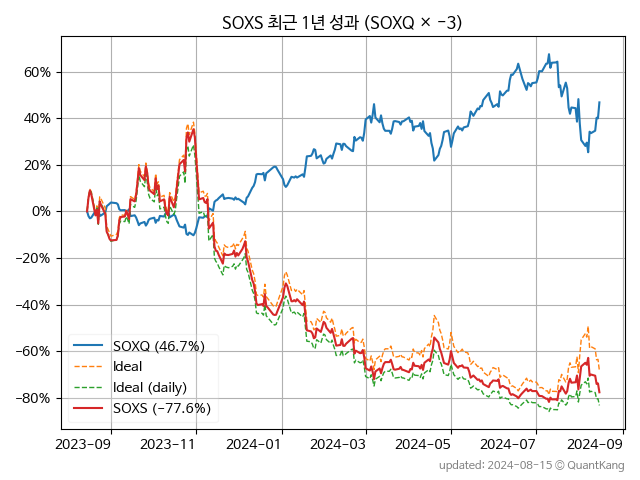 SOXS 최근 1년 성과 (SOXQ × −3)
60%
40%
20%
0%
−20%
−40%
−60%
−80%
SOXQ (46.7%)
Ideal
Ideal (daily)
SOXS (−77.6%)
2023-09 2023-11 2024-01 2024-03 2024-05 2024-07 2024-09
updated: 2024-08-15 ⓒ QuantKang